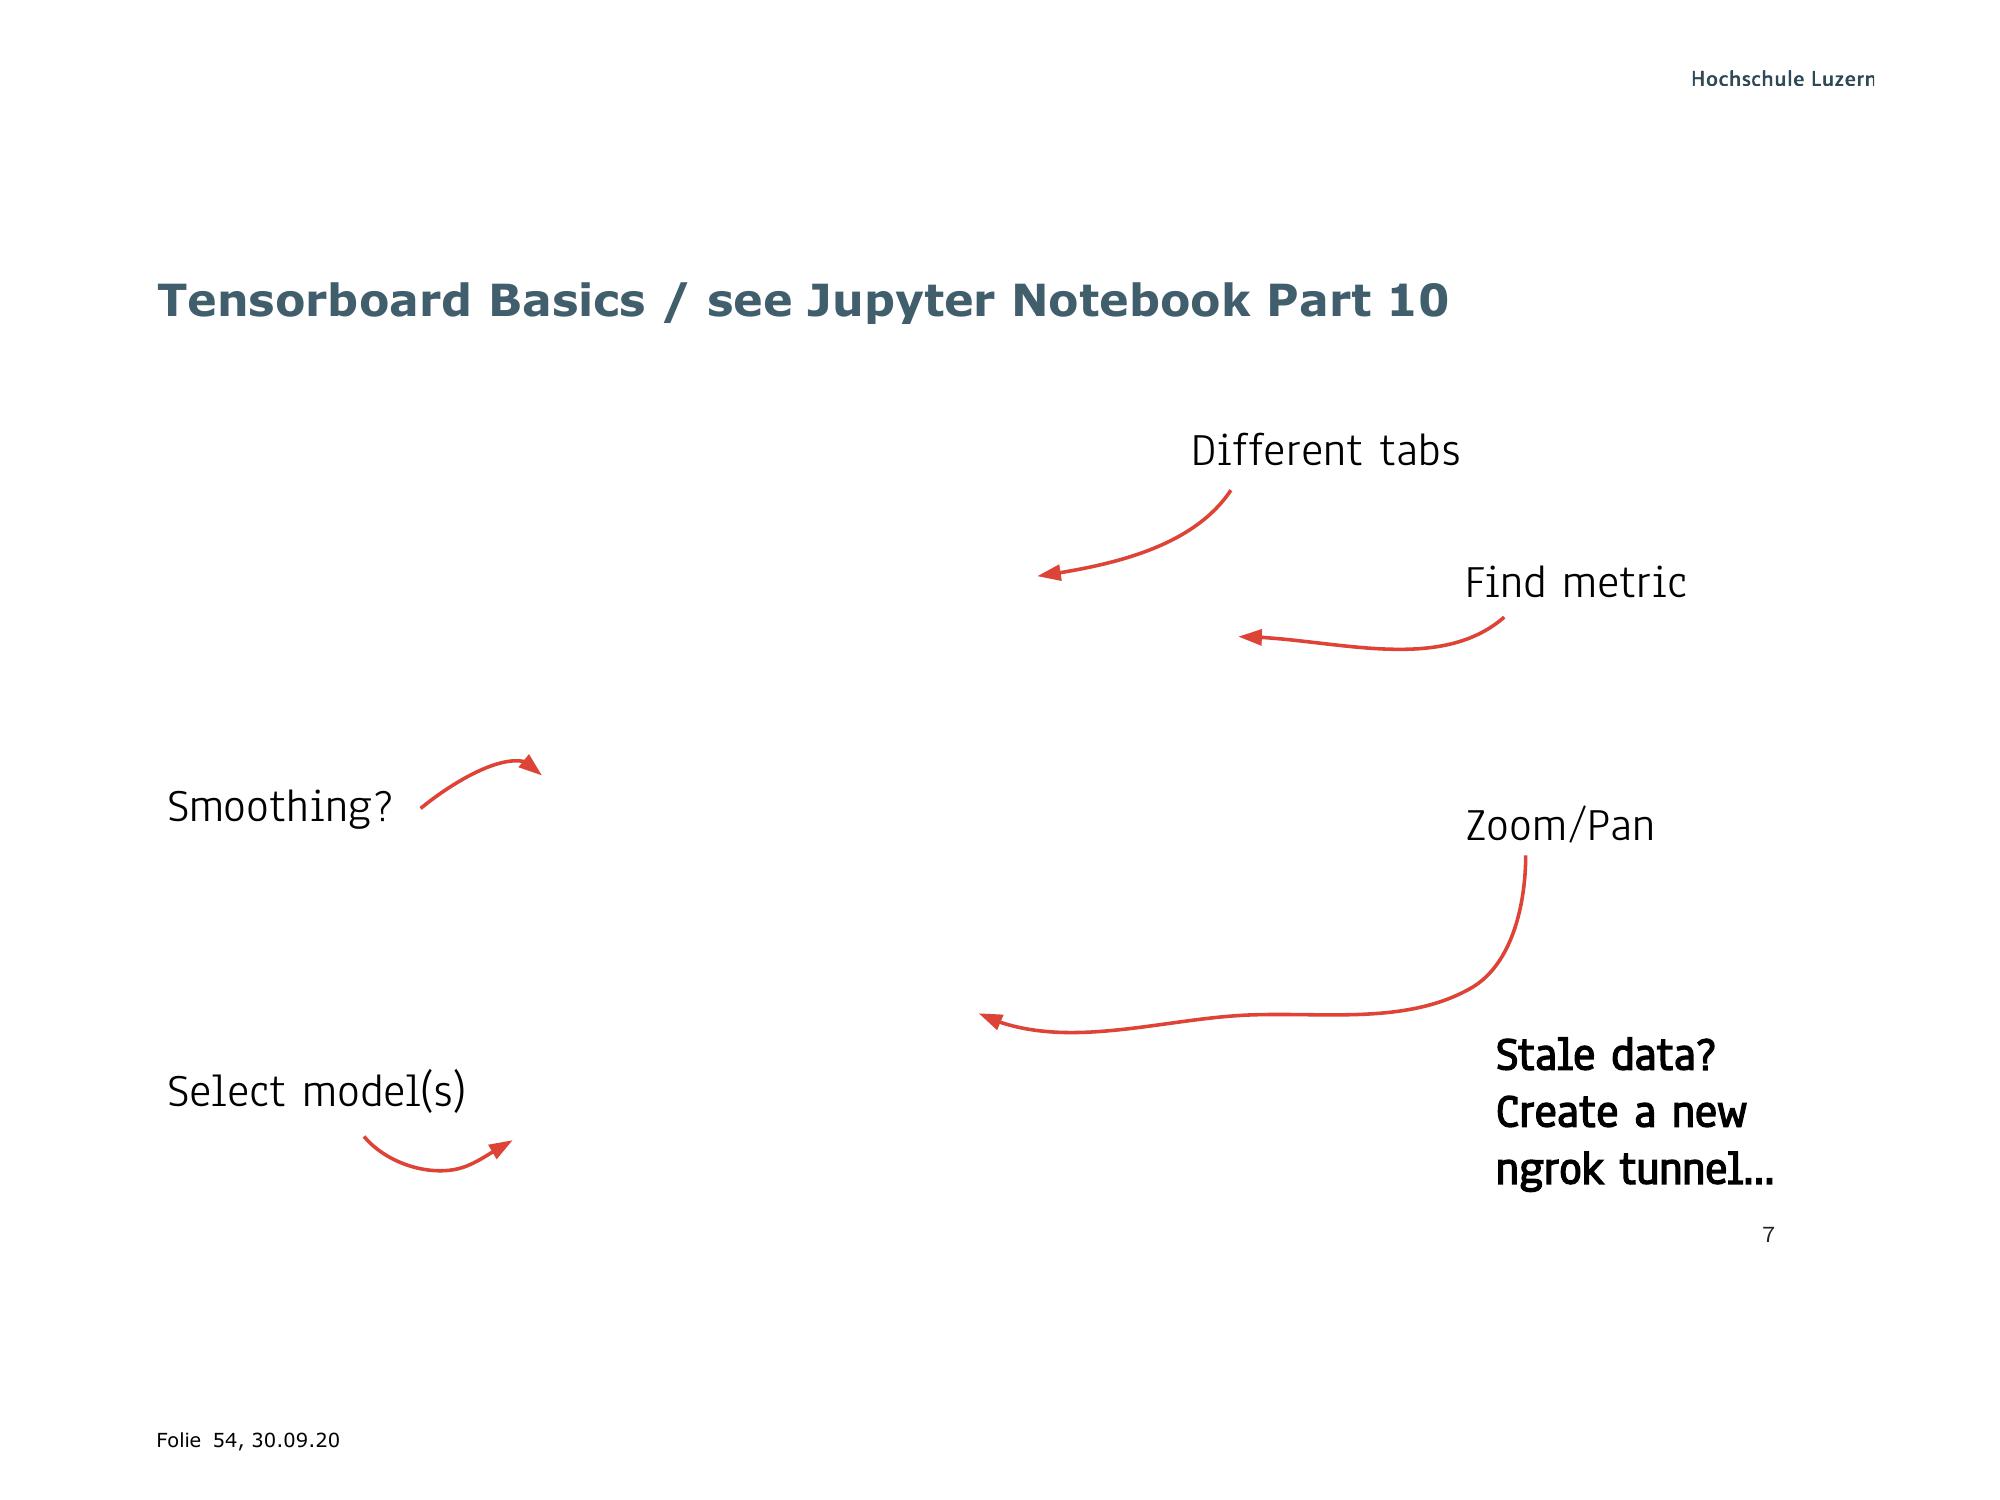 Hochschule Luzern
Tensorboard Basics / see Jupyter Notebook Part 10
Different tabs
Find metric
Smoothing?
Zoom/Pan
Select model(s)
Stale data?
Create a new
ngrok tunnel...
7
Folie 54, 30.09.20